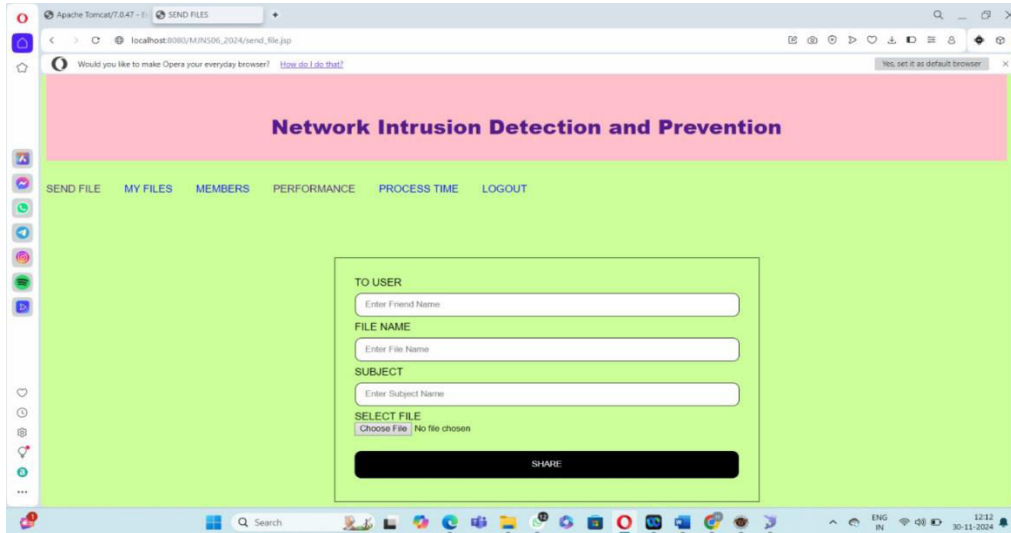 Apache Tomcat/7.0.47 - E
SEND FILES
localhost:8080/MJNS06_2024/send_file.jsp
Would you like to make Opera your everyday browser? How do I do that?
Yes, set it as default browser
Network Intrusion Detection and Prevention
SEND FILE MY FILES MEMBERS PERFORMANCE PROCESS TIME LOGOUT
TO USER
Enter Friend Name
FILE NAME
Enter File Name
SUBJECT
Enter Subject Name
SELECT FILE
Choose File No file chosen
SHARE
Search
ENG
IN
12:12
30-11-2024